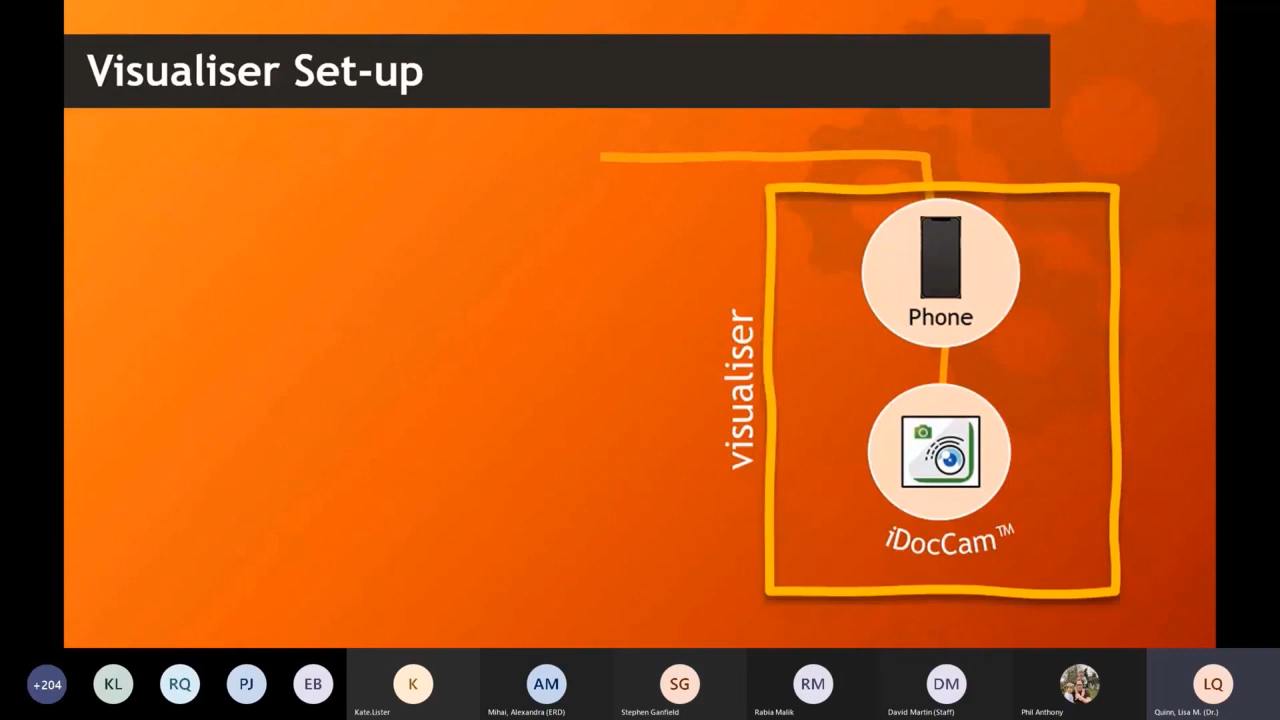 Visualiser Set-up
Phone
visualiser
iDocCam™
+204
KL
RQ
PJ
EB
K
AM
SG
RM
DM
LQ
Kate.Lister
Mihai, Alexandra (ERD)
Stephen Ganfield
Rabia Malik
David Martin (Staff)
Phil Anthony
Quinn, Lisa M. (Dr.)